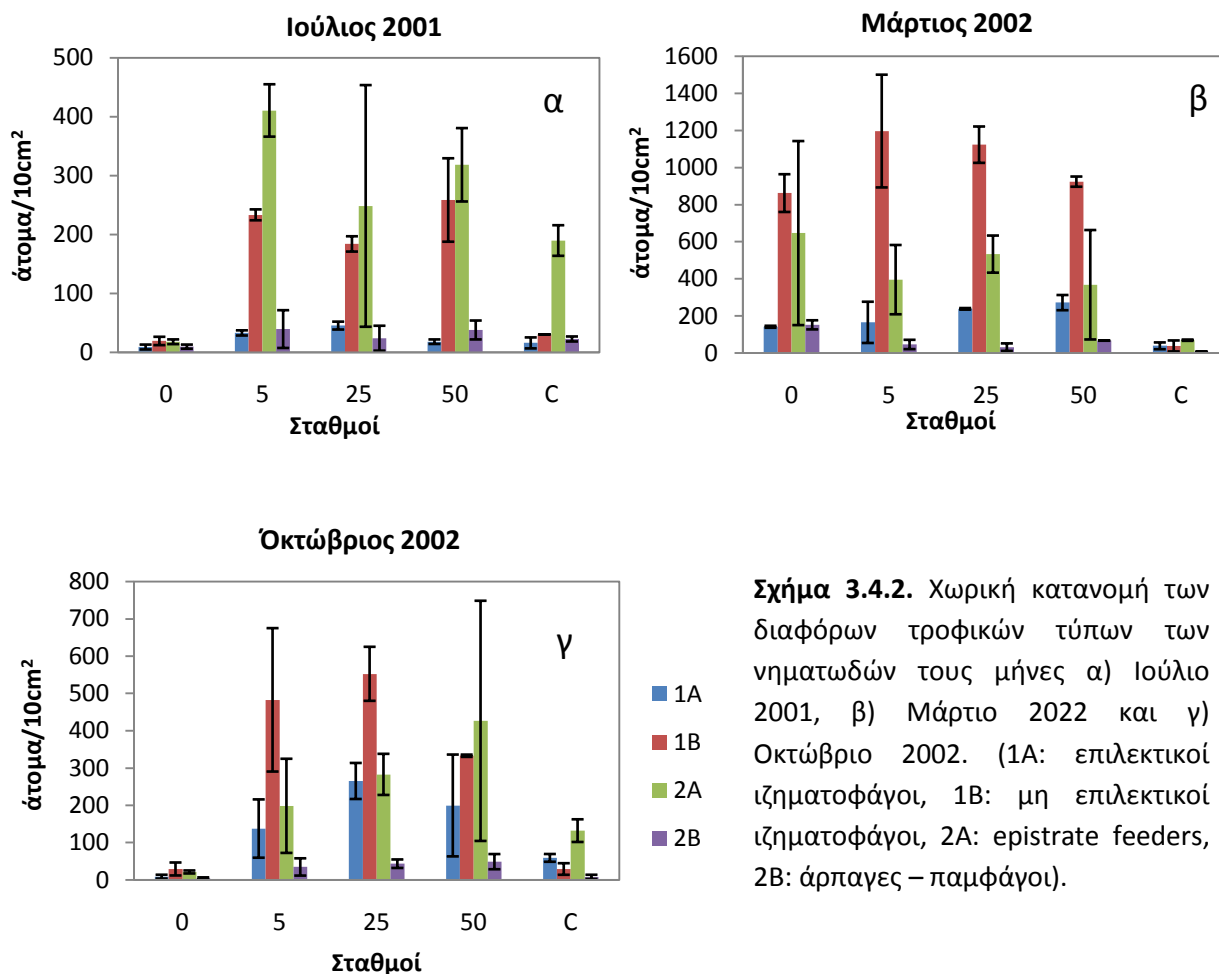 Ιούλιος 2001
α
500
400
300
200
100
0
άτομα/10cm²
0 5 25 50 C
Σταθμοί
Μάρτιος 2002
β
1600
1400
1200
1000
800
600
400
200
0
άτομα/10cm²
0 5 25 50 C
Σταθμοί
Όκτώβριος 2002
γ
800
700
600
500
400
300
200
100
0
άτομα/10cm²
0 5 25 50 C
Σταθμοί
1A
1B
2A
2B
Σχήμα 3.4.2. Χωρική κατανομή των
διαφόρων τροφικών τύπων των
νηματωδών τους μήνες α) Ιούλιο
2001, β) Μάρτιο 2022 και γ)
Οκτώβριο 2002. (1Α: επιλεκτικοί
ιζηματοφάγοι, 1Β: μη επιλεκτικοί
ιζηματοφάγοι, 2Α: epistrate feeders,
2Β: άρπαγες – παμφάγοι).